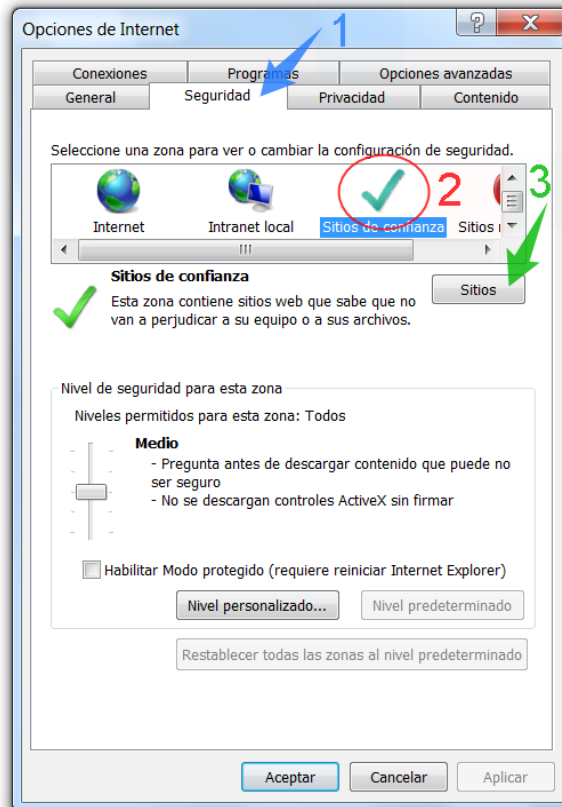 Opciones de Internet
1
Conexiones Programas Opciones avanzadas
General Seguridad Privacidad Contenido
Seleccione una zona para ver o cambiar la configuración de seguridad.
2
3
Internet Intranet local Sitios de confianza Sitios
Sitios de confianza
Esta zona contiene sitios web que sabe que no
van a perjudicar a su equipo o a sus archivos.
Sitios
Nivel de seguridad para esta zona
Niveles permitidos para esta zona: Todos
Medio
- Pregunta antes de descargar contenido que puede no
ser seguro
- No se descargan controles ActiveX sin firmar
Habilitar Modo protegido (requiere reiniciar Internet Explorer)
Nivel personalizado... Nivel predeterminado
Restablecer todas las zonas al nivel predeterminado
Aceptar Cancelar Aplicar